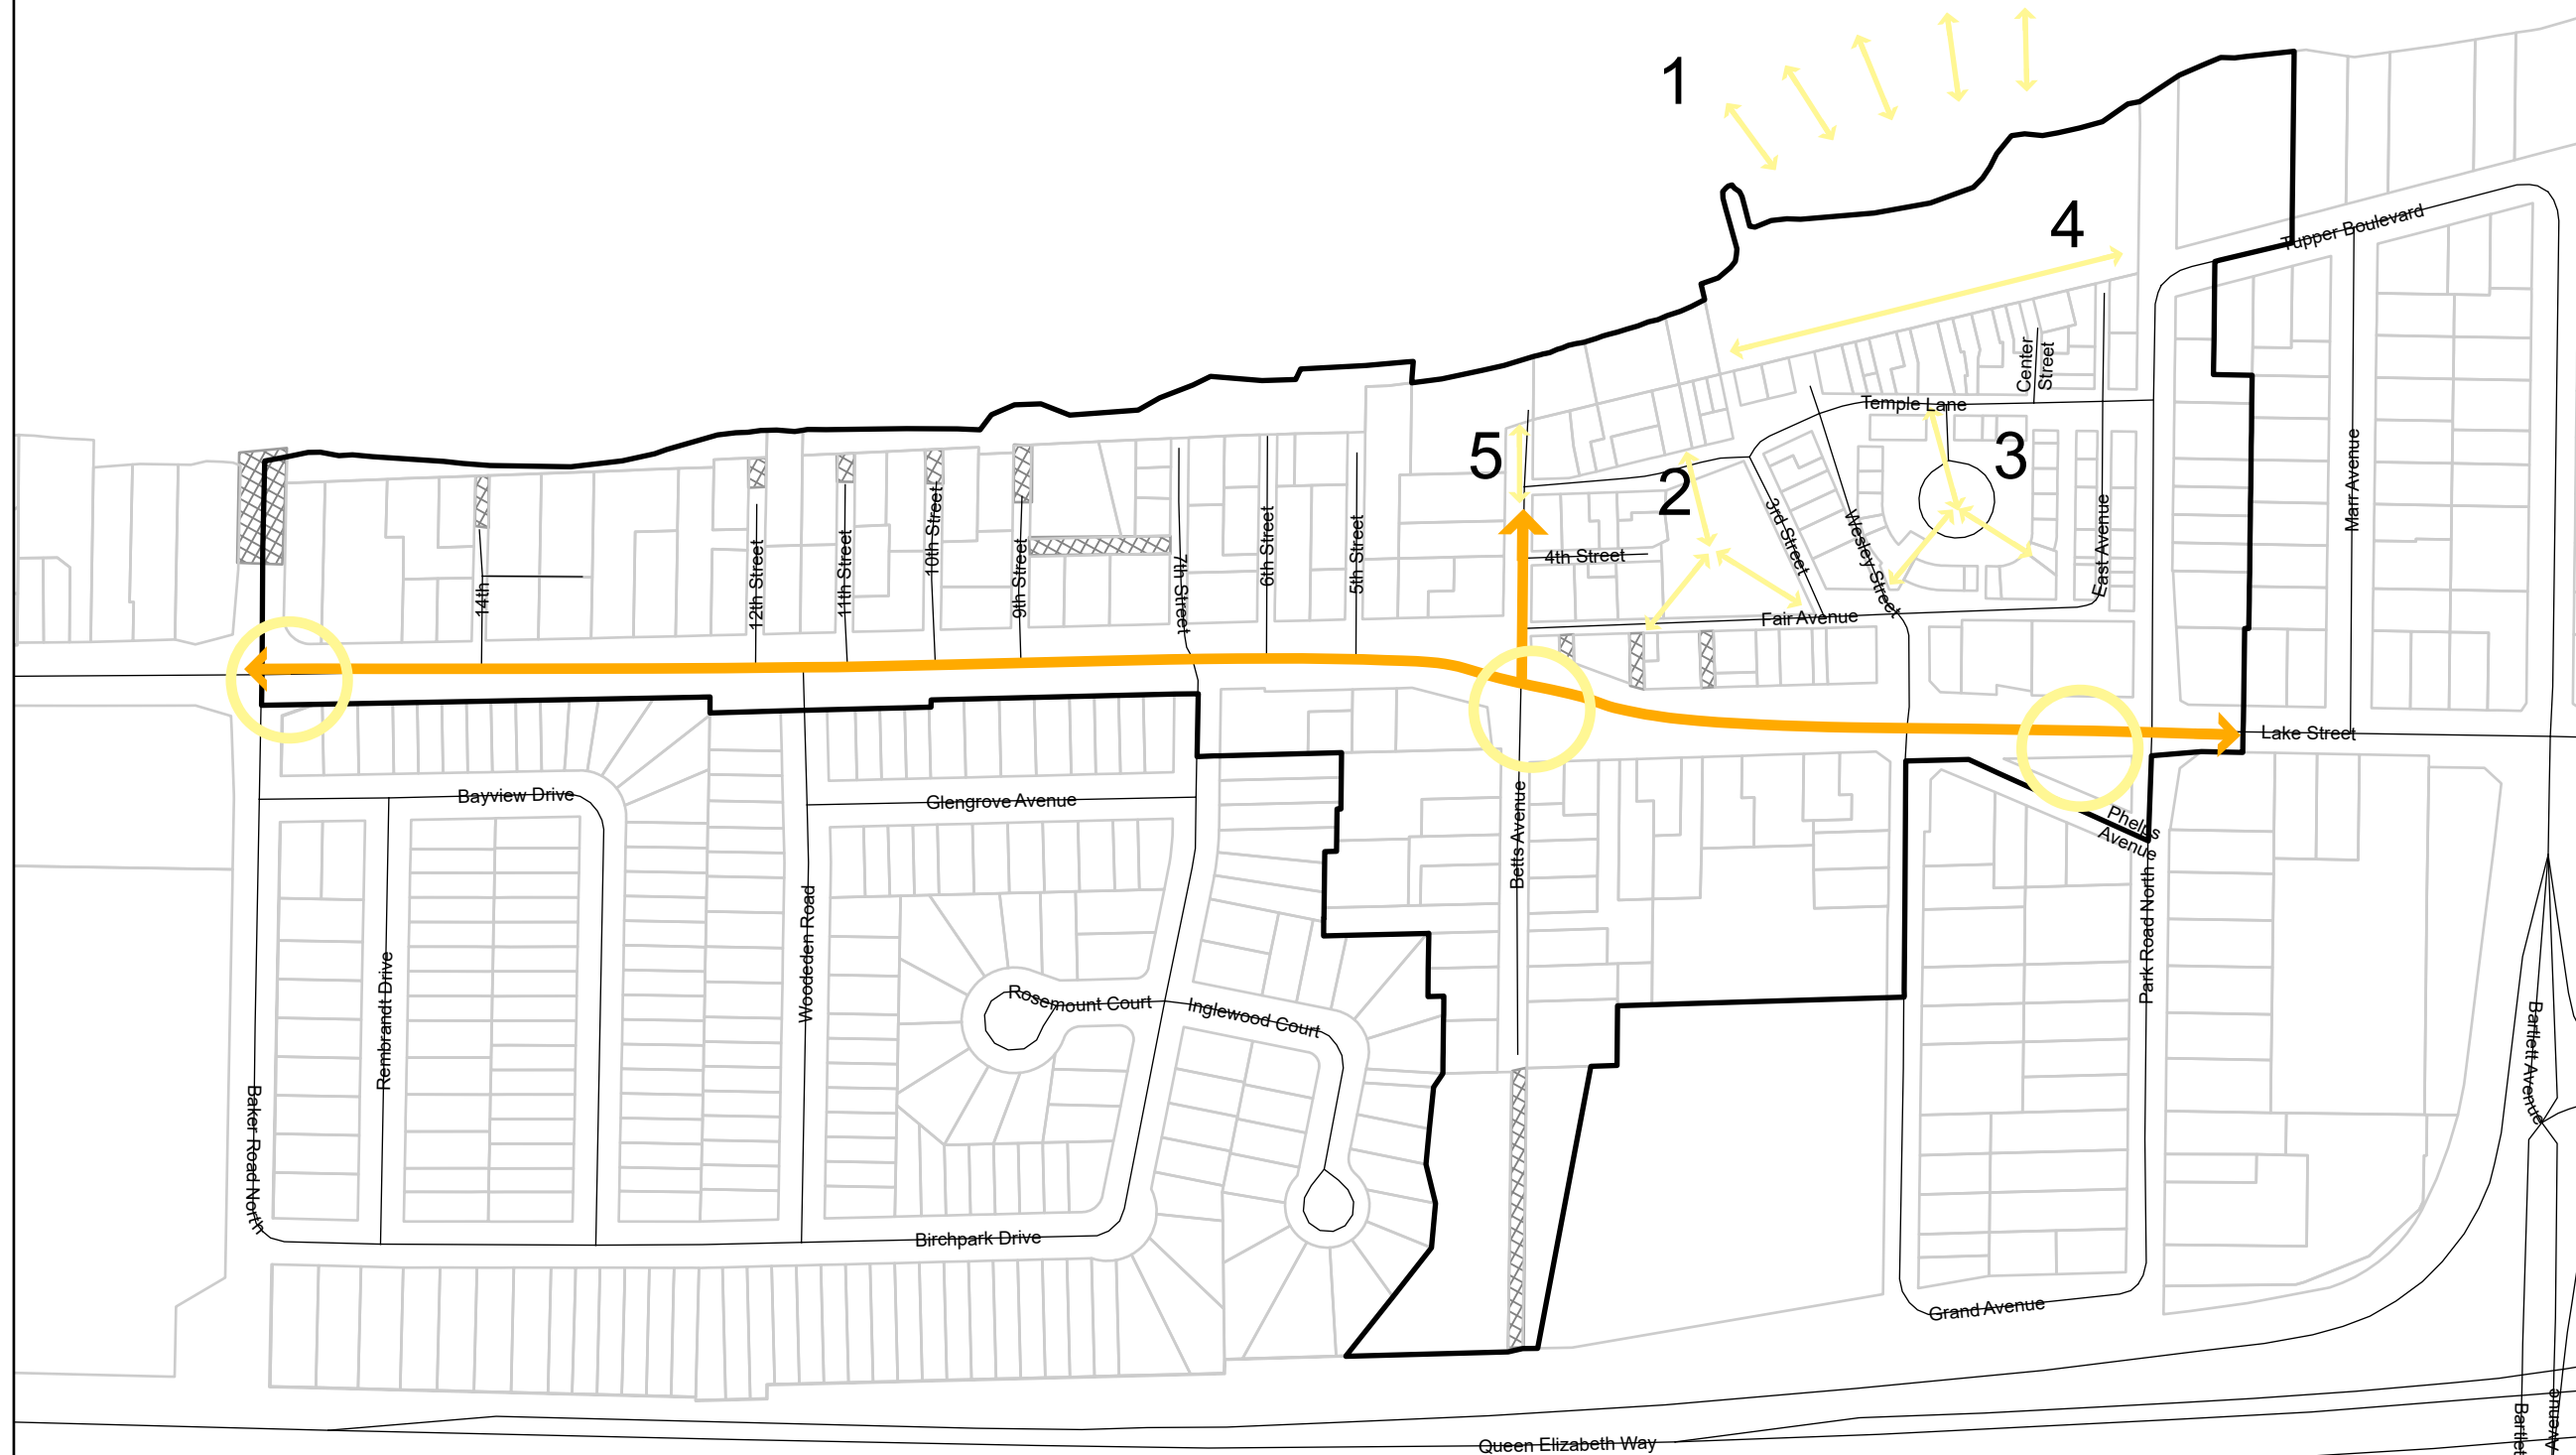 1
4
Tupper Boulevard
Center
Street
Temple Lane
5
2
3
3rd Street
Wesley Street
East Avenue
Marr Avenue
14th
12th Street
11th Street
10th Street
9th Street
7th Street
6th Street
5th Street
4th Street
Fair Avenue
Lake Street
Bayview Drive
Glengrove Avenue
Betts Avenue
Phelps
Avenue
Park Road North
Woodeden Road
Rembrandt Drive
Rosemount Court
Inglewood Court
Baker Road North
Birchpark Drive
Grand Avenue
Bartlett Avenue
Queen Elizabeth Way
Bartlet
Avenue